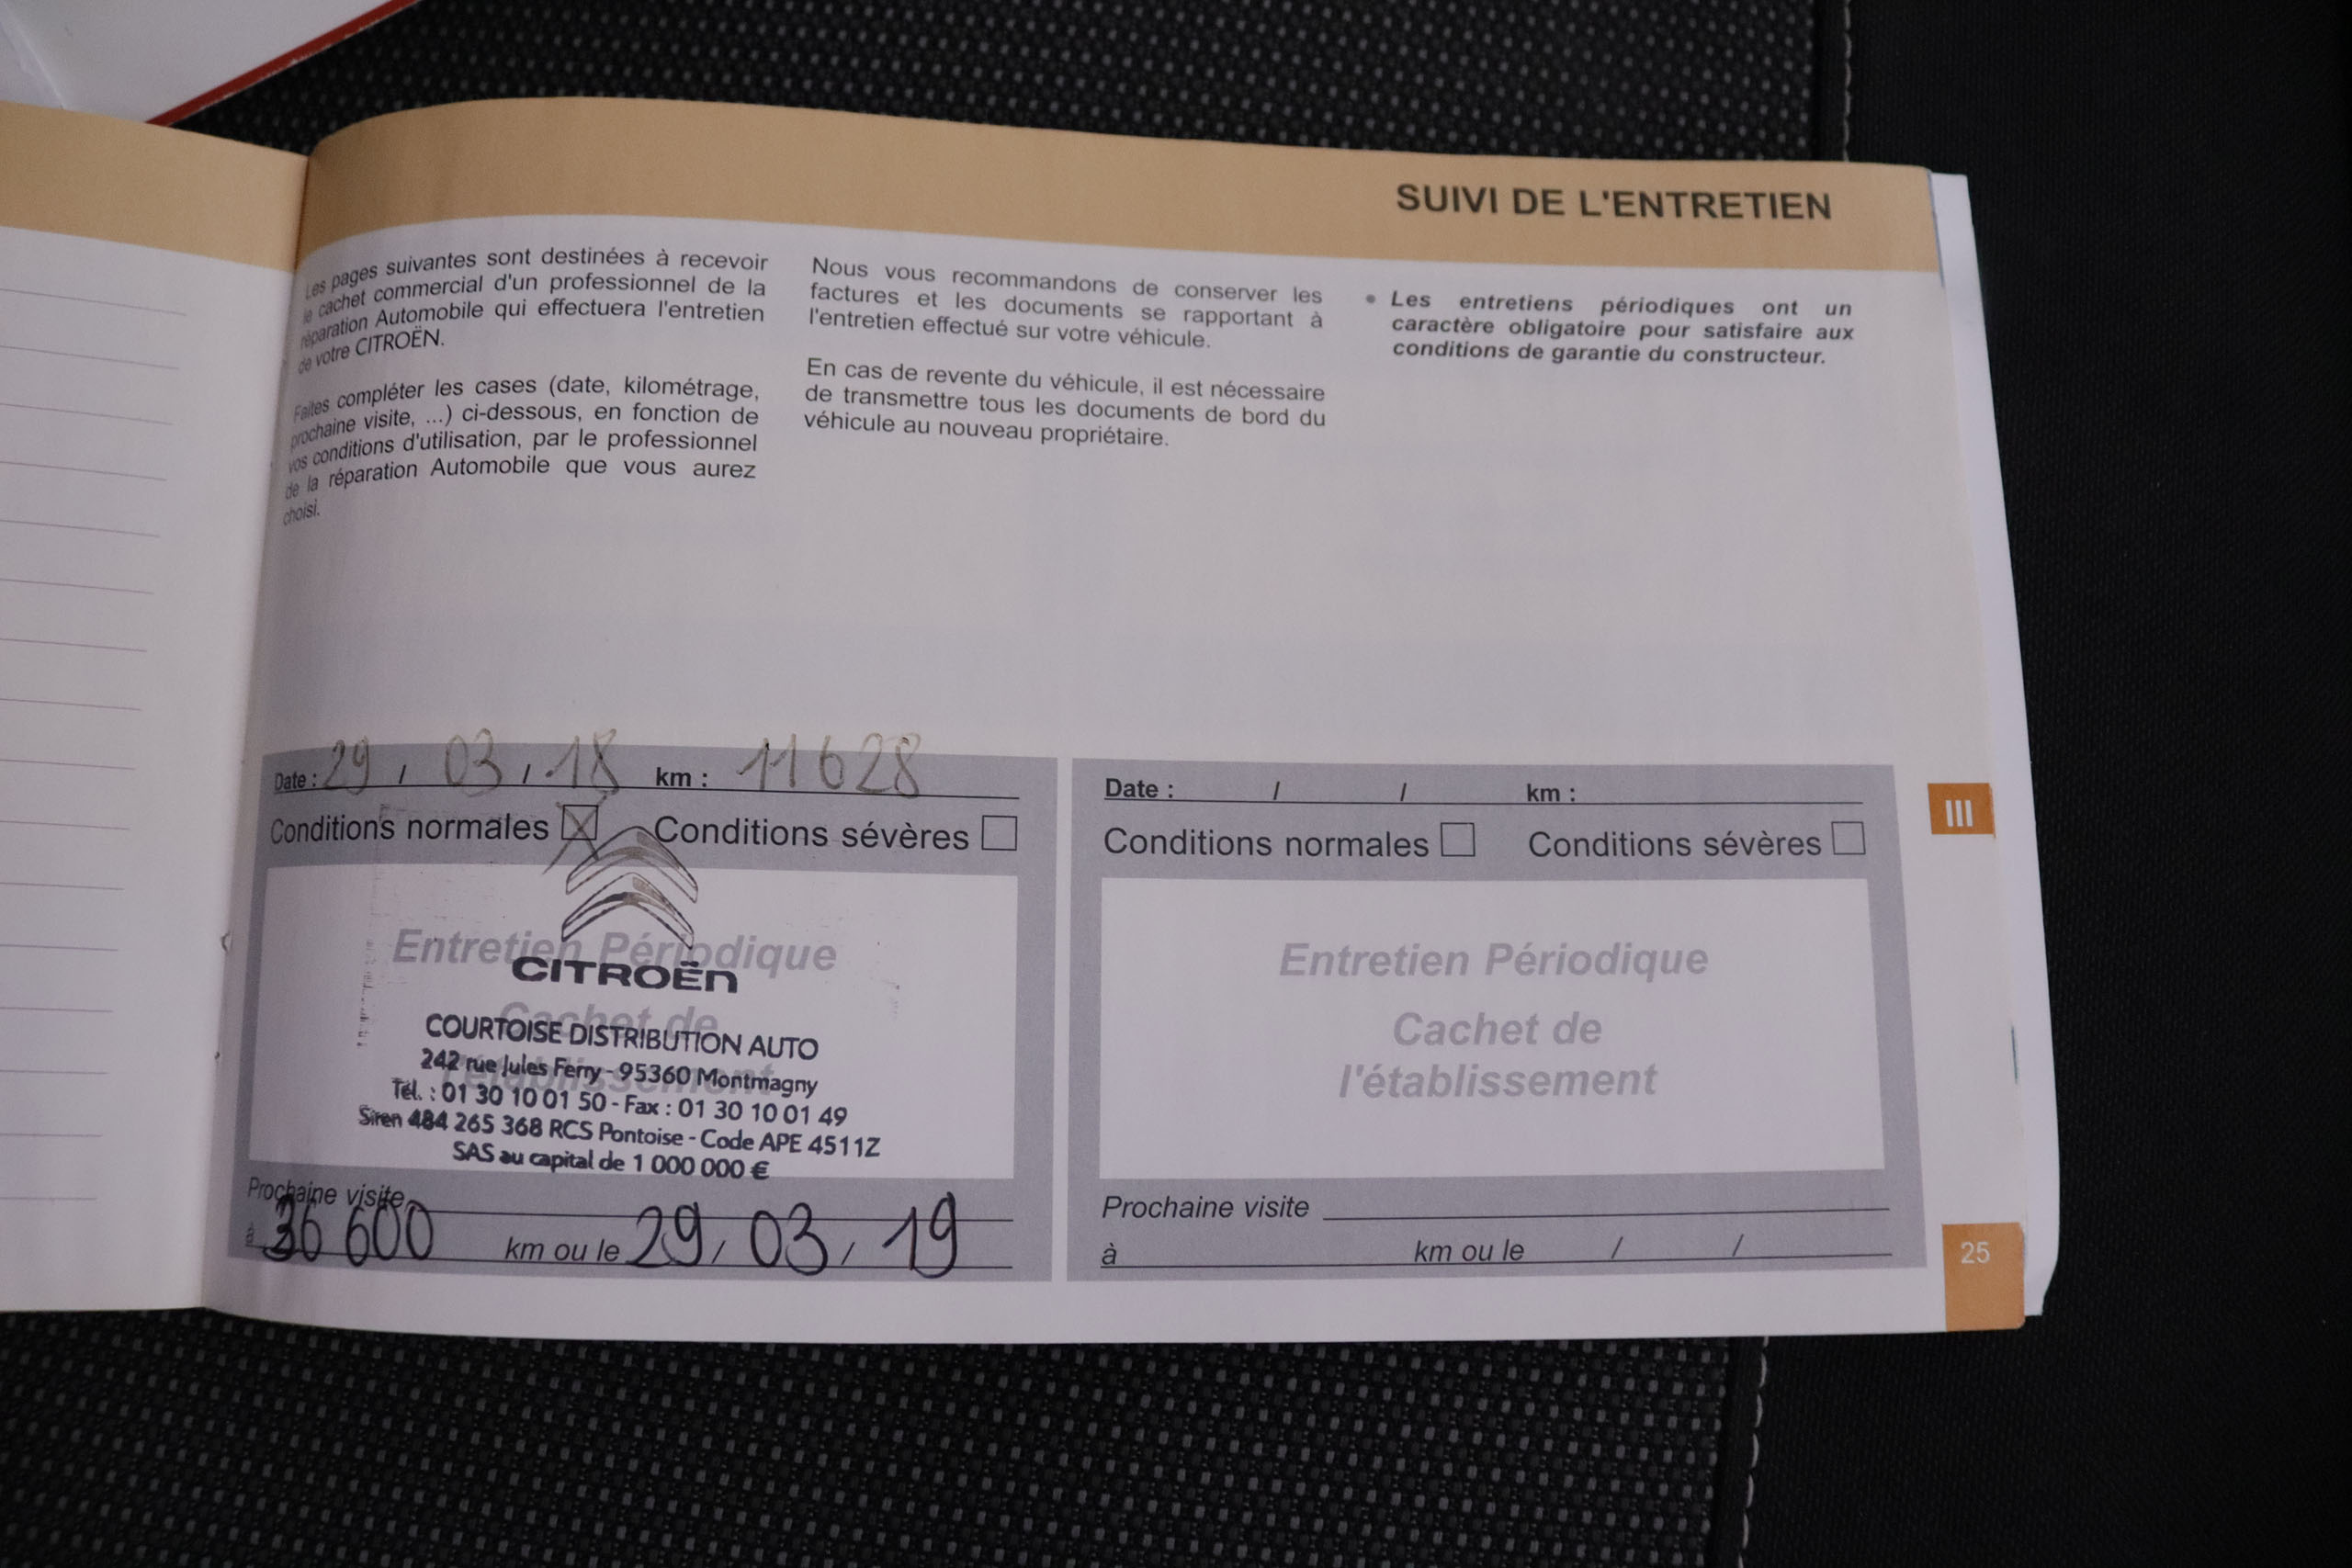 SUIVI DE L'ENTRETIEN
Les pages suivantes sont destinées à recevoir
le cachet commercial d'un professionnel de la
réparation Automobile qui effectuera l'entretien
de votre CITROËN.
Faites compléter les cases (date, kilométrage,
prochaine visite, ...) ci-dessous, en fonction de
vos conditions d'utilisation, par le professionnel
de la réparation Automobile que vous aurez
choisi.
Nous vous recommandons de conserver les
factures et les documents se rapportant à
l'entretien effectué sur votre véhicule.
En cas de revente du véhicule, il est nécessaire
de transmettre tous les documents de bord du
véhicule au nouveau propriétaire.
• Les entretiens périodiques ont un
caractère obligatoire pour satisfaire aux
conditions de garantie du constructeur.
Date : 29 / 03 / 18 km : 11628
Conditions normales Conditions sévères
Entretien Périodique
Cachet de
l'établissement
CITROËN
COURTOISE DISTRIBUTION AUTO
242 rue Jules Ferry - 95360 Montmagny
Tél. : 01 30 10 01 50 - Fax : 01 30 10 01 49
Siren 484 265 368 RCS Pontoise - Code APE 4511Z
SAS au capital de 1 000 000 €
Prochaine visite
à 36 600 km ou le 29 / 03 / 19
Date : / / km :
Conditions normales Conditions sévères
Entretien Périodique
Cachet de
l'établissement
Prochaine visite
à km ou le / /
III
25